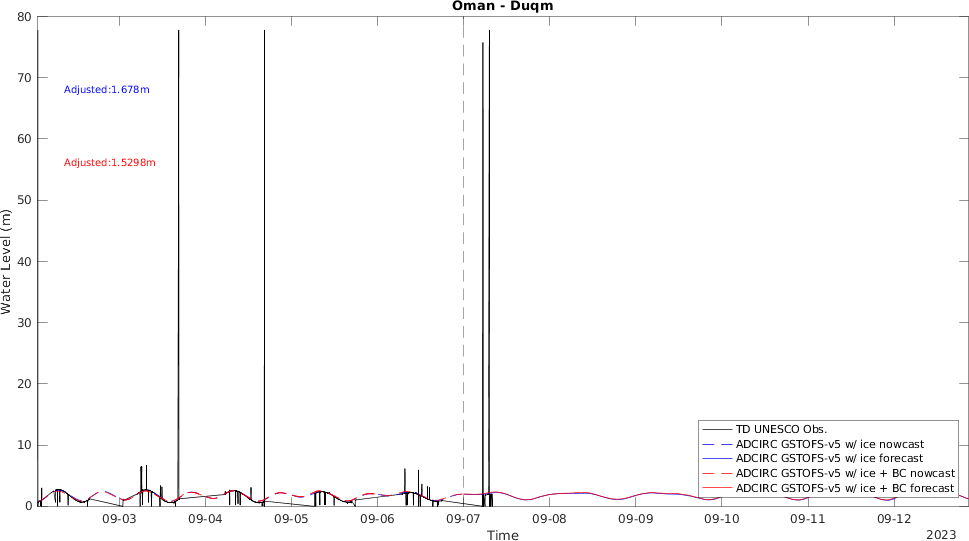 Oman - Duqm
80
70
60
50
40
30
20
10
0
Water Level (m)
Adjusted:1.678m
Adjusted:1.5298m
TD UNESCO Obs.
ADCIRC GSTOFS-v5 w/ ice nowcast
ADCIRC GSTOFS-v5 w/ ice forecast
ADCIRC GSTOFS-v5 w/ ice + BC nowcast
ADCIRC GSTOFS-v5 w/ ice + BC forecast
09-03 09-04 09-05 09-06 09-07 09-08 09-09 09-10 09-11 09-12
Time
2023